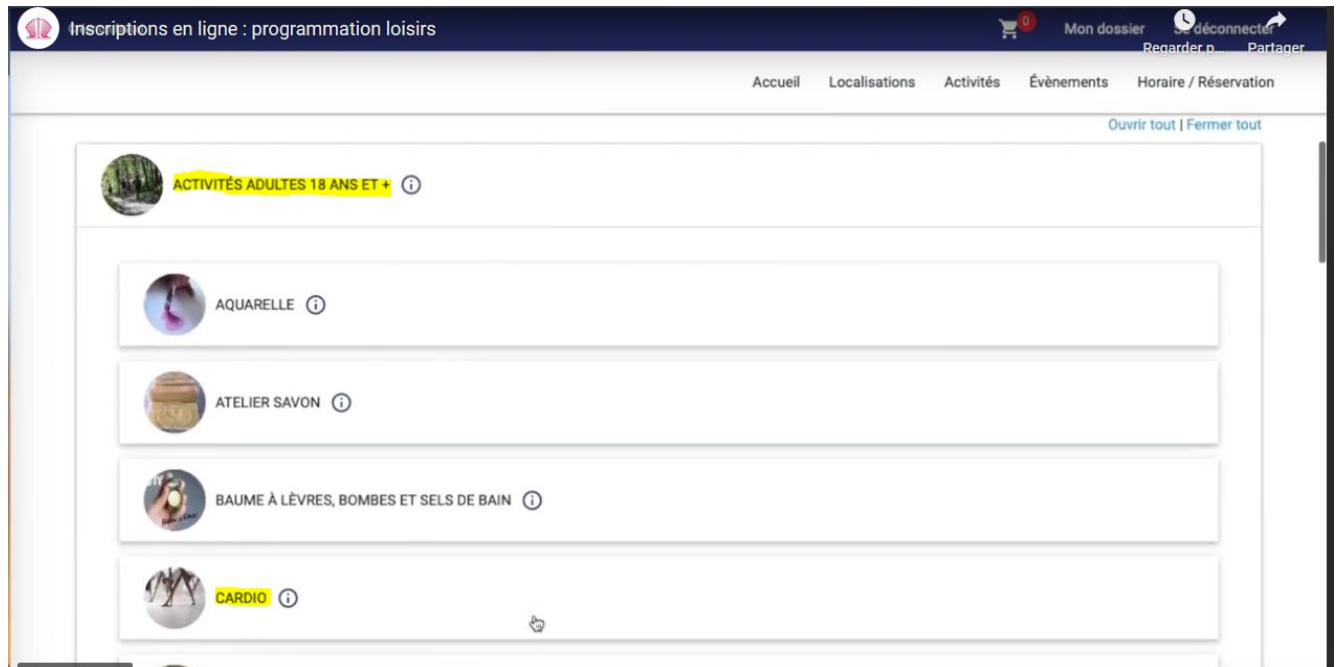 Inscriptions en ligne : programmation loisirs
0
Mon dossier
Se déconnecter
Regarder p...
Partager
Accueil
Localisations
Activités
Évènements
Horaire / Réservation
Ouvrir tout | Fermer tout
ACTIVITÉS ADULTES 18 ANS ET +
AQUARELLE
ATELIER SAVON
BAUME À LÈVRES, BOMBES ET SELS DE BAIN
CARDIO